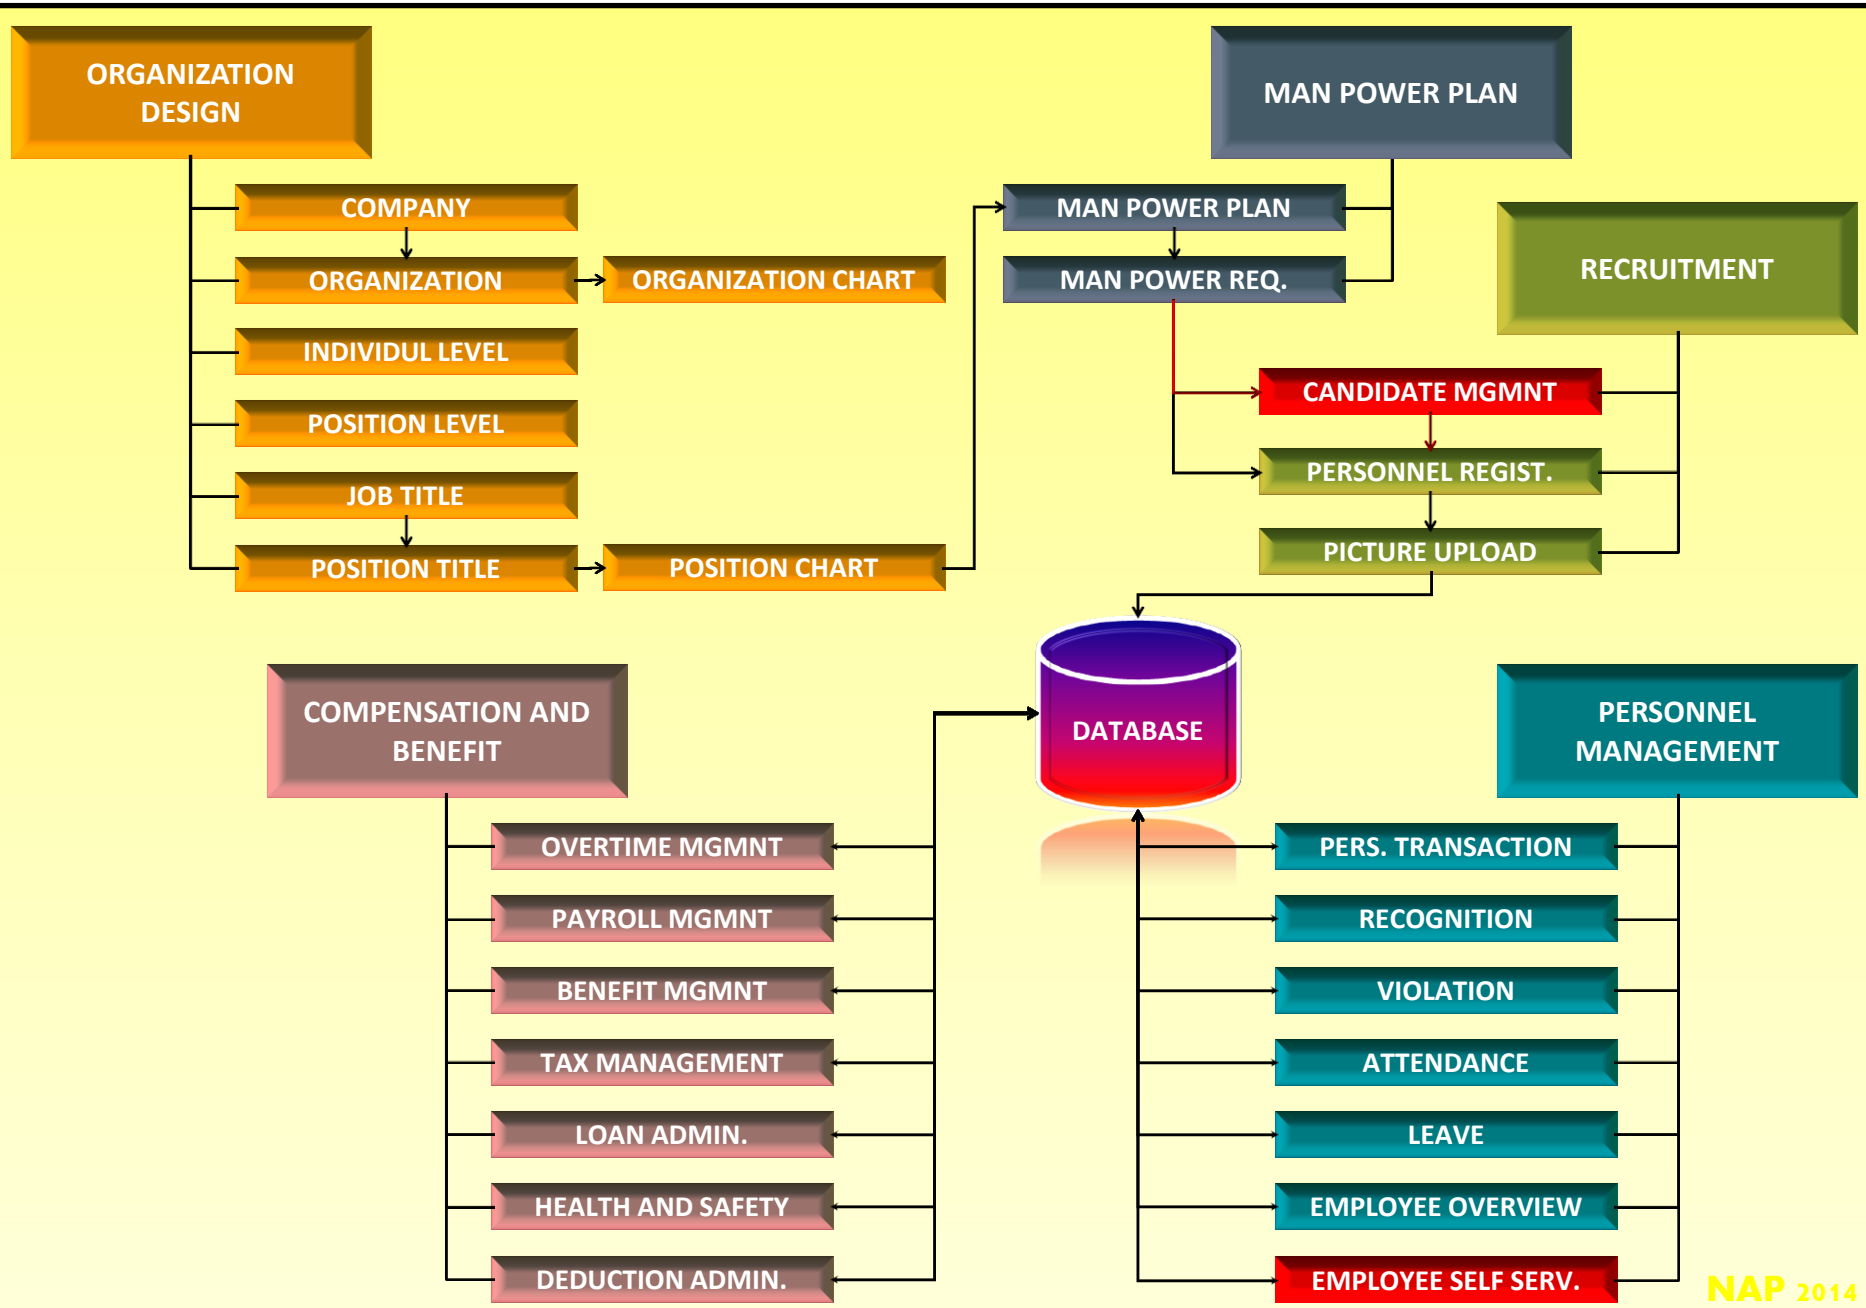 ORGANIZATION
DESIGN
COMPANY
ORGANIZATION
ORGANIZATION CHART
INDIVIDUL LEVEL
POSITION LEVEL
JOB TITLE
POSITION TITLE
POSITION CHART
MAN POWER PLAN
MAN POWER PLAN
MAN POWER REQ.
RECRUITMENT
CANDIDATE MGMNT
PERSONNEL REGIST.
PICTURE UPLOAD
DATABASE
COMPENSATION AND
BENEFIT
OVERTIME MGMNT
PAYROLL MGMNT
BENEFIT MGMNT
TAX MANAGEMENT
LOAN ADMIN.
HEALTH AND SAFETY
DEDUCTION ADMIN.
PERSONNEL
MANAGEMENT
PERS. TRANSACTION
RECOGNITION
VIOLATION
ATTENDANCE
LEAVE
EMPLOYEE OVERVIEW
EMPLOYEE SELF SERV.
NAP 2014